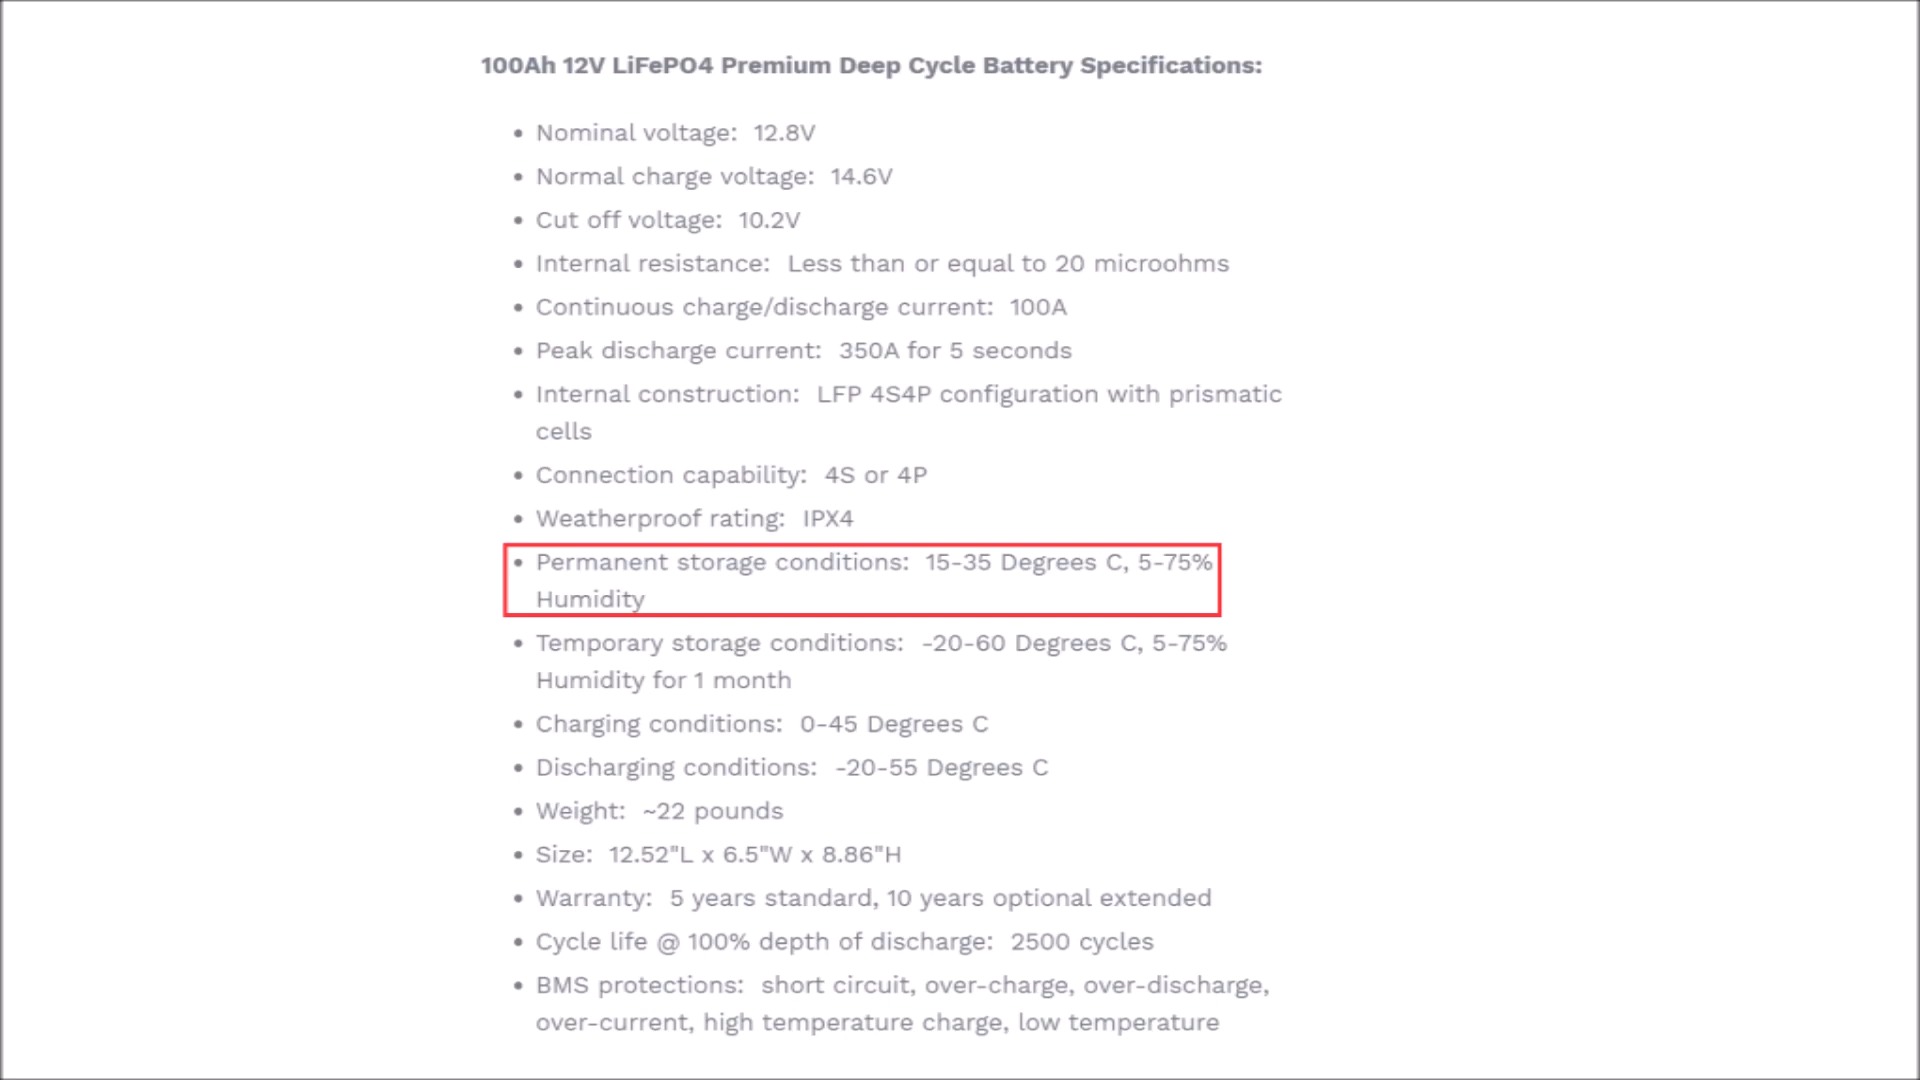 100Ah 12V LiFePO4 Premium Deep Cycle Battery Specifications:
• Nominal voltage: 12.8V
• Normal charge voltage: 14.6V
• Cut off voltage: 10.2V
• Internal resistance: Less than or equal to 20 microohms
• Continuous charge/discharge current: 100A
• Peak discharge current: 350A for 5 seconds
• Internal construction: LFP 4S4P configuration with prismatic
cells
• Connection capability: 4S or 4P
• Weatherproof rating: IPX4
• Permanent storage conditions: 15-35 Degrees C, 5-75%
Humidity
• Temporary storage conditions: -20-60 Degrees C, 5-75%
Humidity for 1 month
• Charging conditions: 0-45 Degrees C
• Discharging conditions: -20-55 Degrees C
• Weight: ~22 pounds
• Size: 12.52"L x 6.5"W x 8.86"H
• Warranty: 5 years standard, 10 years optional extended
• Cycle life @ 100% depth of discharge: 2500 cycles
• BMS protections: short circuit, over-charge, over-discharge,
over-current, high temperature charge, low temperature